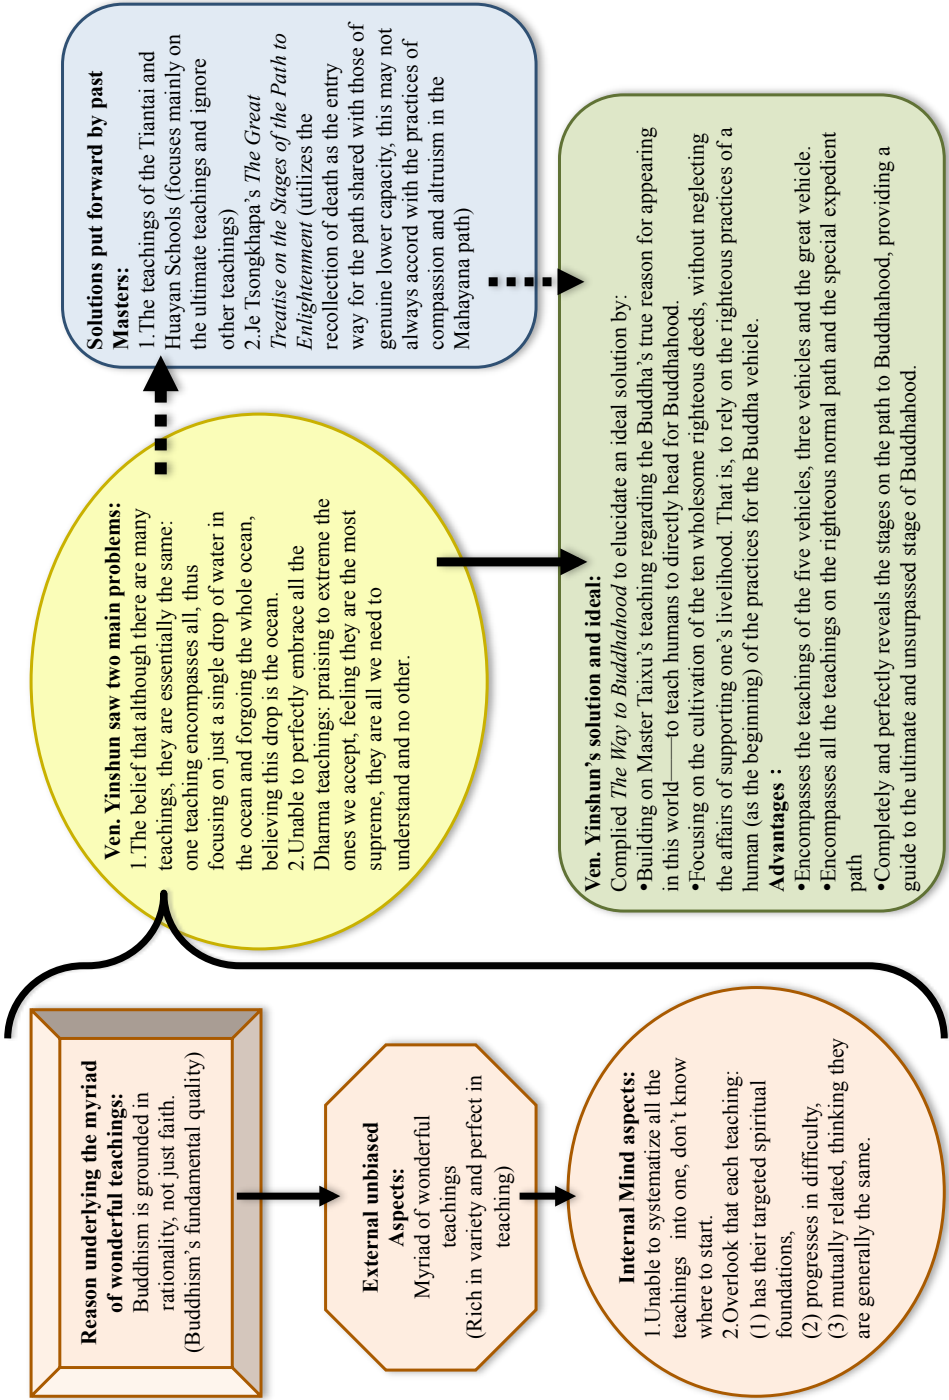 Reason underlying the myriad
of wonderful teachings:
Buddhism is grounded in
rationality, not just faith.
(Buddhism's fundamental quality)
External unbiased
Aspects:
Myriad of wonderful
teachings
(Rich in variety and perfect in
teaching)
Internal Mind aspects:
1.Unable to systematize all the
teachings into one, don't know
where to start.
2.Overlook that each teaching:
(1) has their targeted spiritual
foundations,
(2) progresses in difficulty,
(3) mutually related, thinking they
are generally the same.
Ven. Yinshun saw two main problems:
1.The belief that although there are many
teachings, they are essentially the same:
one teaching encompasses all, thus
focusing on just a single drop of water in
the ocean and forgoing the whole ocean,
believing this drop is the ocean.
2.Unable to perfectly embrace all the
Dharma teachings: praising to extreme the
ones we accept, feeling they are the most
supreme, they are all we need to
understand and no other.
Solutions put forward by past
Masters:
1.The teachings of the Tiantai and
Huayan Schools (focuses mainly on
the ultimate teachings and ignore
other teachings)
2.Je Tsongkhapa's The Great
Treatise on the Stages of the Path to
Enlightenment (utilizes the
recollection of death as the entry
way for the path shared with those of
genuine lower capacity, this may not
always accord with the practices of
compassion and altruism in the
Mahayana path)
Ven. Yinshun's solution and ideal:
Complied The Way to Buddhahood to elucidate an ideal solution by:
•Building on Master Taixu's teaching regarding the Buddha's true reason for appearing
in this world──to teach humans to directly head for Buddhahood.
•Focusing on the cultivation of the ten wholesome righteous deeds, without neglecting
the affairs of supporting one's livelihood. That is, to rely on the righteous practices of a
human (as the beginning) of the practices for the Buddha vehicle.
Advantages：
•Encompasses the teachings of the five vehicles, three vehicles and the great vehicle.
•Encompasses all the teachings on the righteous normal path and the special expedient
path
•Completely and perfectly reveals the stages on the path to Buddhahood, providing a
guide to the ultimate and unsurpassed stage of Buddhahood.